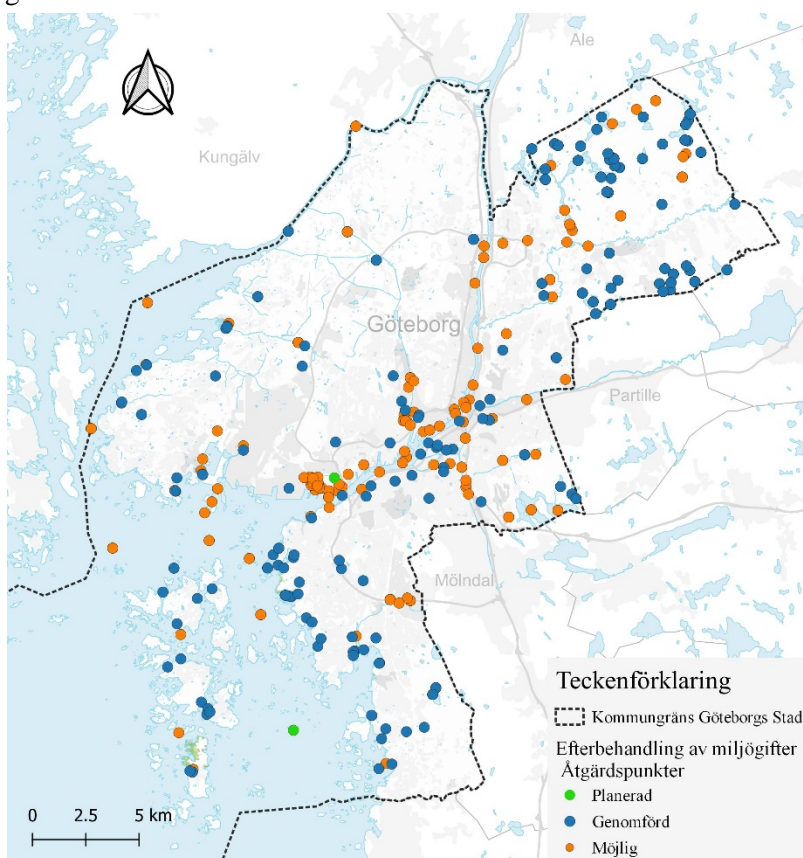 Ale
Kungälv
Göteborg
Partille
Mölndal
Teckenförklaring
Kommungräns Göteborgs Stad
Efterbehandling av miljögifter
Åtgärdspunkter
Planerad
Genomförd
Möjlig
0 2.5 5 km